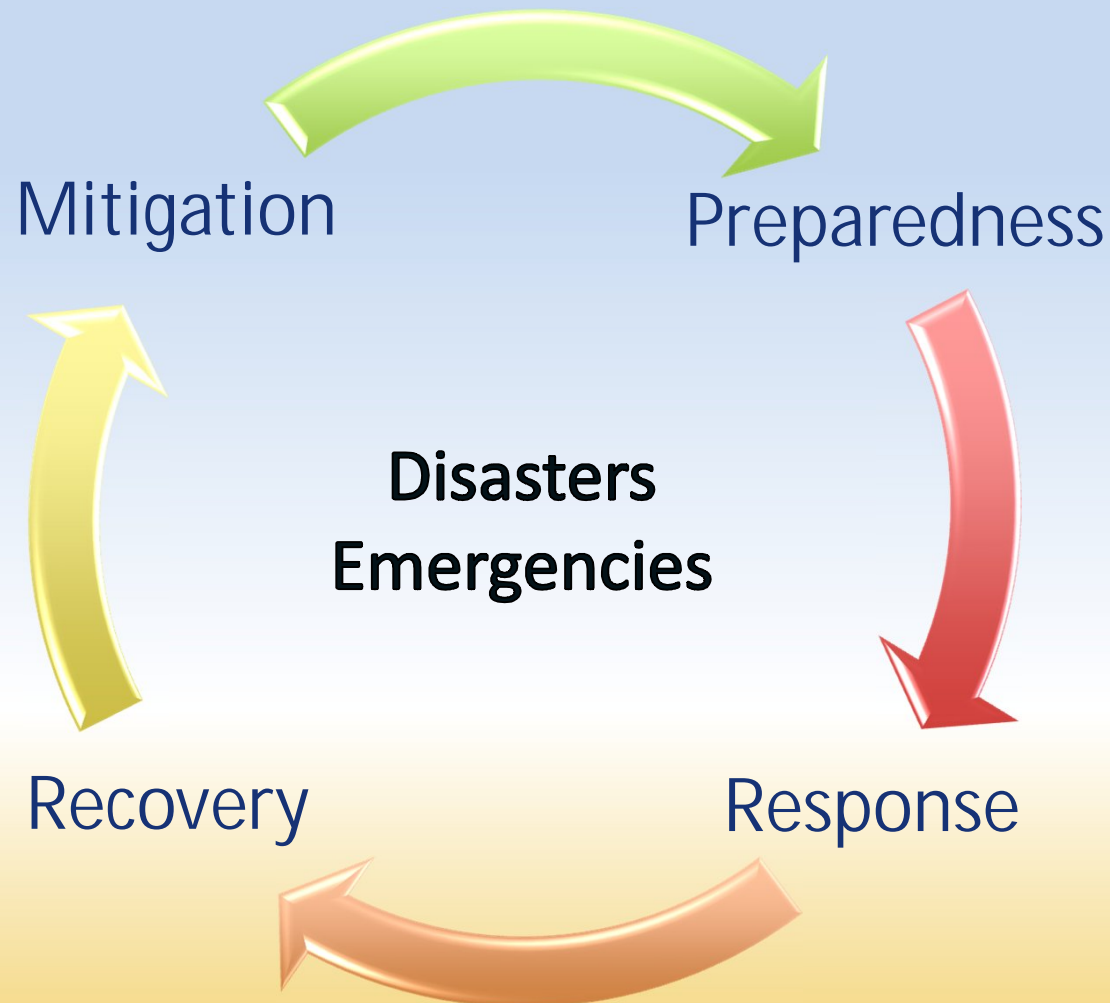 Mitigation
Preparedness
Disasters
Emergencies
Recovery
Response